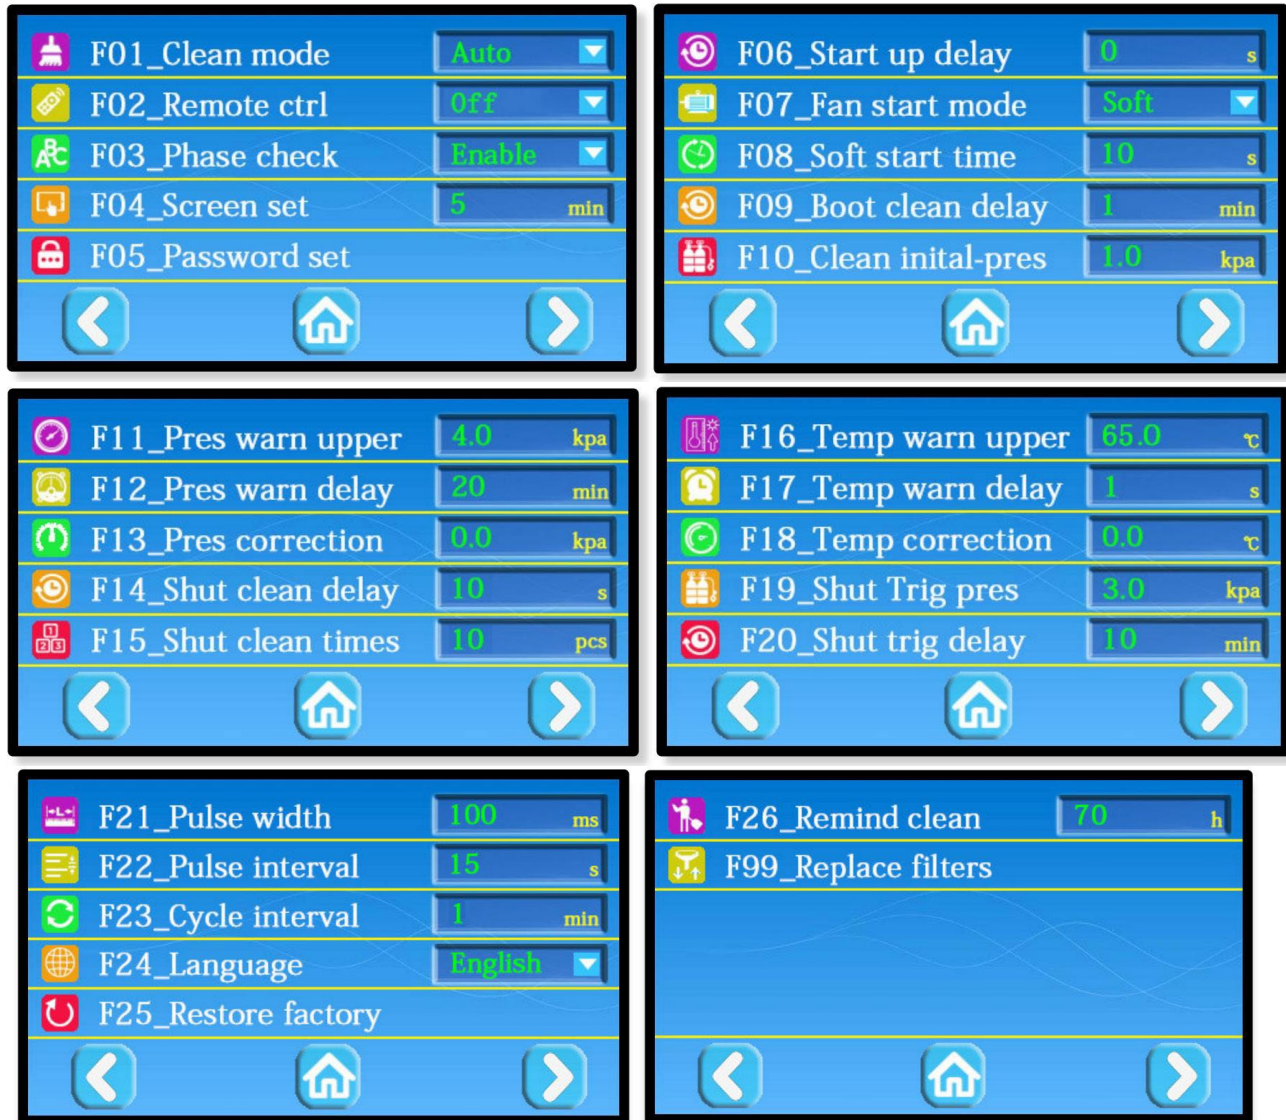 F01_Clean mode Auto
F02_Remote ctrl Off
F03_Phase check Enable
F04_Screen set 5 min
F05_Password set
F06_Start up delay 0 s
F07_Fan start mode Soft
F08_Soft start time 10 s
F09_Boot clean delay 1 min
F10_Clean inital-pres 1.0 kpa
F11_Pres warn upper 4.0 kpa
F12_Pres warn delay 20 min
F13_Pres correction 0.0 kpa
F14_Shut clean delay 10 s
F15_Shut clean times 10 pcs
F16_Temp warn upper 65.0 ℃
F17_Temp warn delay 1 s
F18_Temp correction 0.0 ℃
F19_Shut Trig pres 3.0 kpa
F20_Shut trig delay 10 min
F21_Pulse width 100 ms
F22_Pulse interval 15 s
F23_Cycle interval 1 min
F24_Language English
F25_Restore factory
F26_Remind clean 70 h
F99_Replace filters